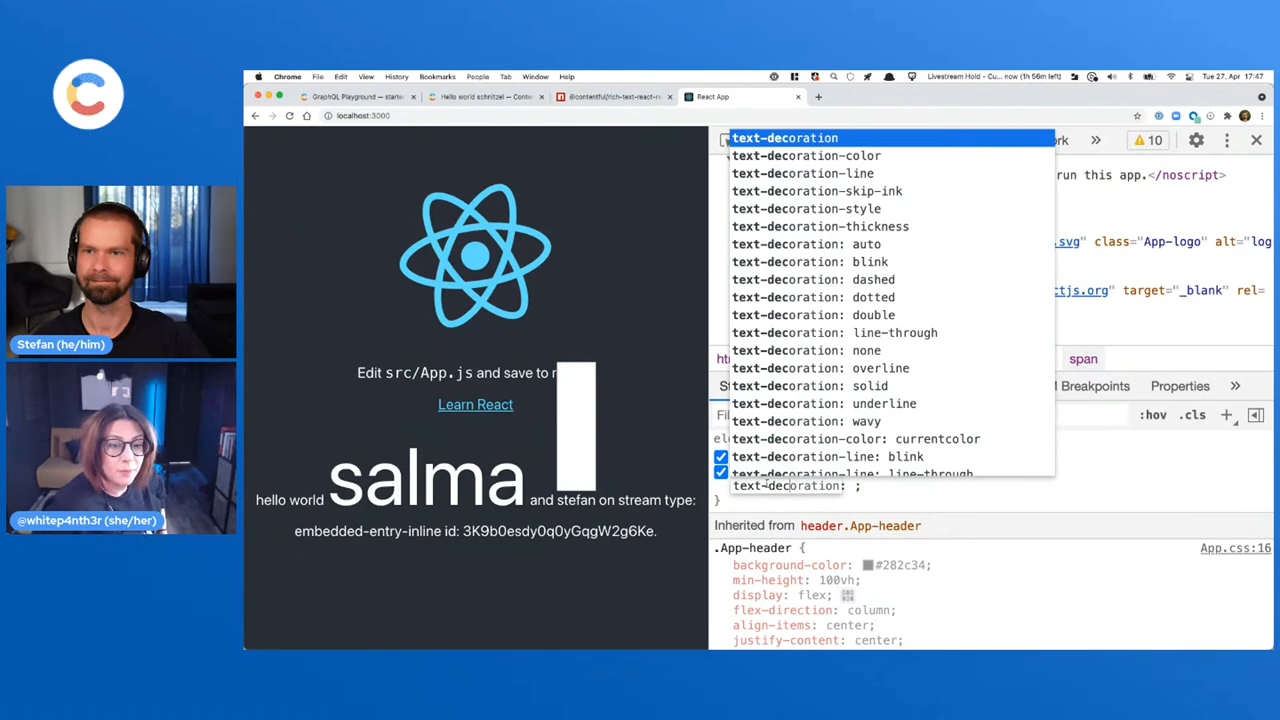 Chrome File Edit View History Bookmarks People Tab Window Help
Livestream Hold - Cu... now (1h 56m left)
Tue 27. Apr 17:47
GraphQL Playground — starter
Hello world schnitzel — Conte
@contentful/rich-text-react-re
React App
localhost:3000
Edit src/App.js and save to r
Learn React
hello world salma and stefan on stream type:
embedded-entry-inline id: 3K9b0esdy0q0yGqgW2g6Ke.
Stefan (he/him)
@whitep4nth3r (she/her)
text-decoration
text-decoration-color
text-decoration-line
text-decoration-skip-ink
text-decoration-style
text-decoration-thickness
text-decoration: auto
text-decoration: blink
text-decoration: dashed
text-decoration: dotted
text-decoration: double
text-decoration: line-through
text-decoration: none
text-decoration: overline
text-decoration: solid
text-decoration: underline
text-decoration: wavy
text-decoration-color: currentcolor
text-decoration-line: blink
text-decoration-line: line-through
text-decoration: ;
}
rk
10
run this app.</noscript>
.svg" class="App-logo" alt="log
ctjs.org" target="_blank" rel=
span
Breakpoints
Properties
:hov .cls
Inherited from header.App-header
.App-header {
App.css:16
background-color: #282c34;
min-height: 100vh;
display: flex;
flex-direction: column;
align-items: center;
justify-content: center;